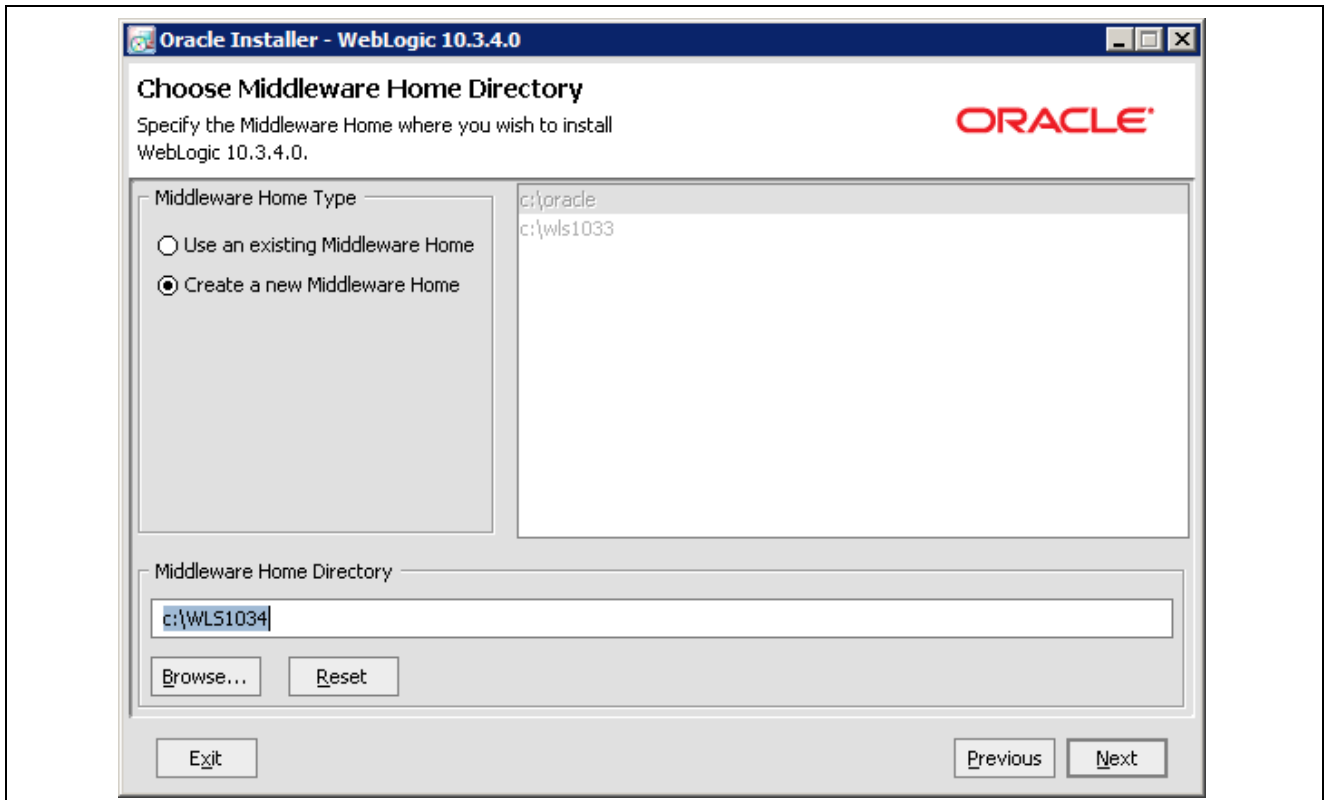 Oracle Installer - WebLogic 10.3.4.0
Choose Middleware Home Directory
Specify the Middleware Home where you wish to install
WebLogic 10.3.4.0.
ORACLE
Middleware Home Type
Use an existing Middleware Home
Create a new Middleware Home
c:\oracle
c:\wls1033
Middleware Home Directory
c:\WLS1034
Browse...
Reset
Exit
Previous
Next